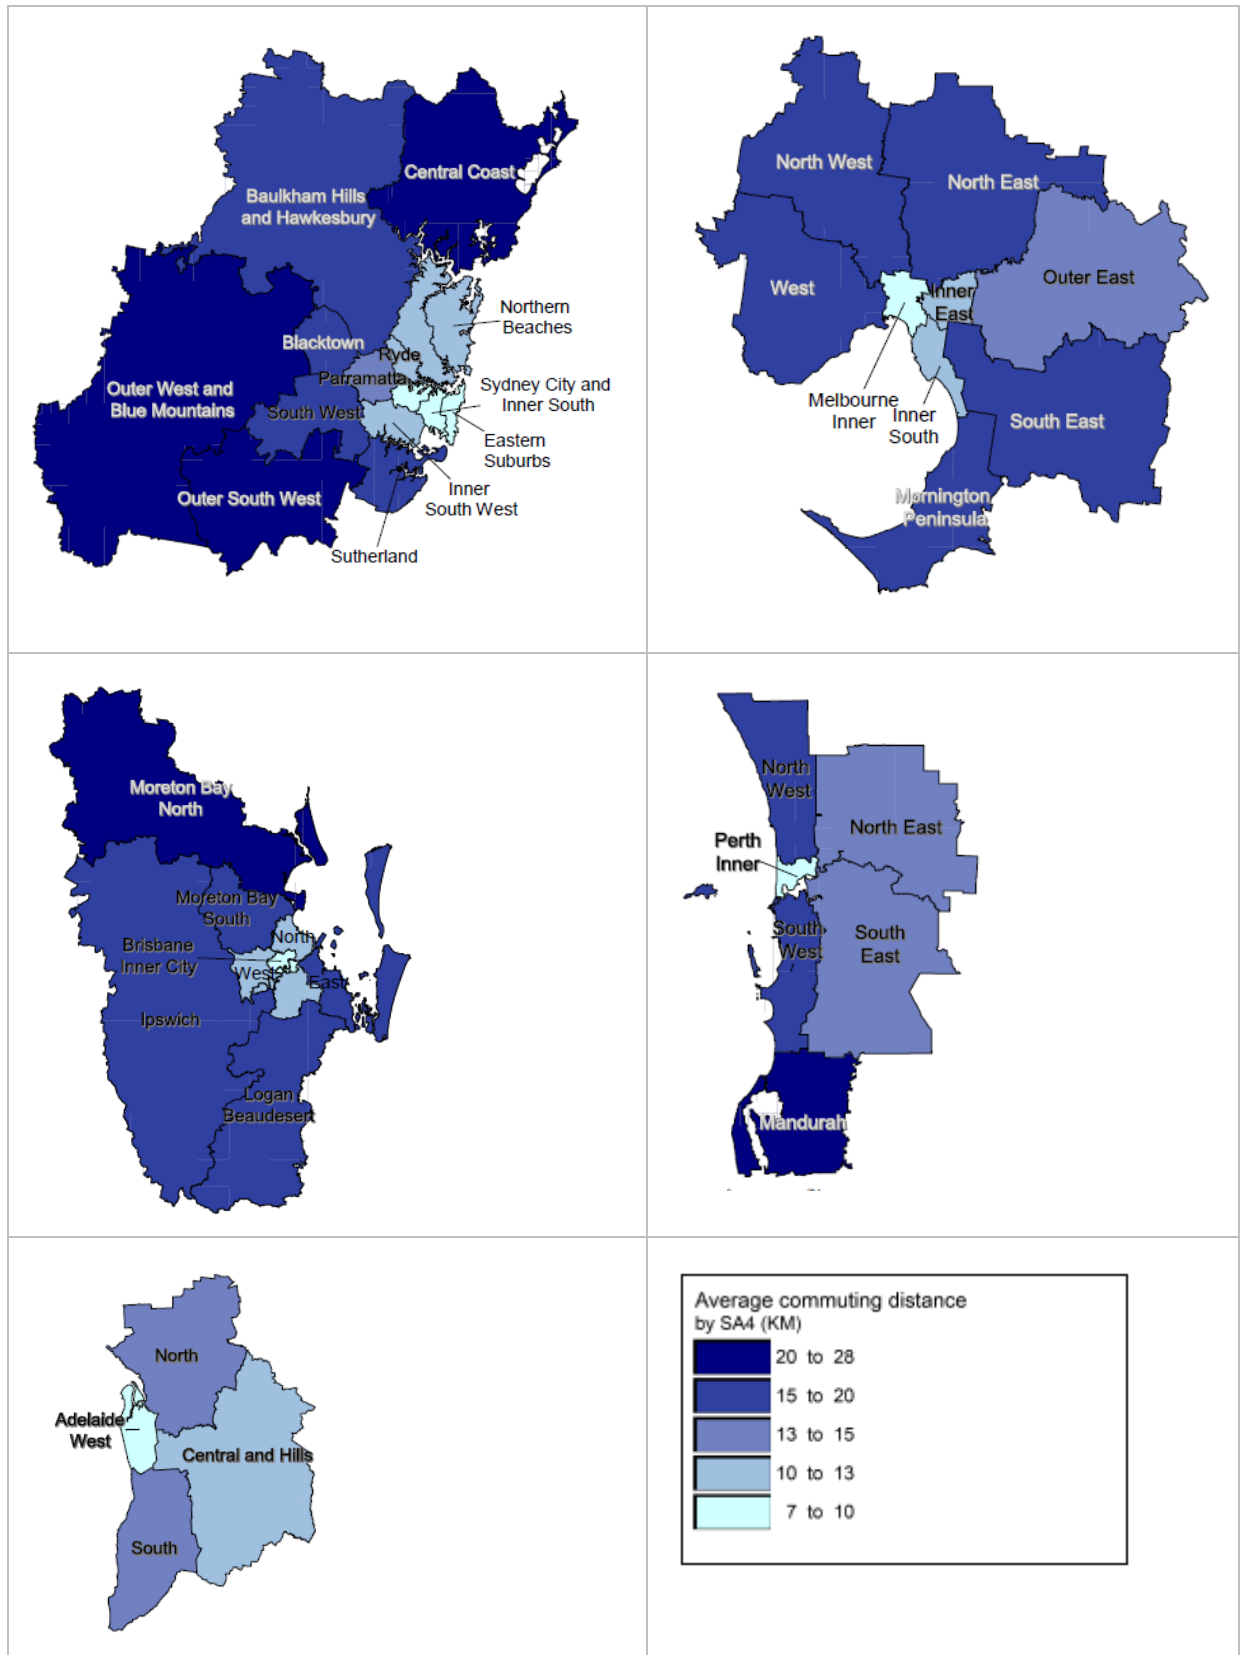 Central Coast
Baulkham Hills
and Hawkesbury
Northern
Beaches
Blacktown
Ryde
Parramatta
Outer West and
Blue Mountains
South West
Sydney City and
Inner South
Eastern
Suburbs
Outer South West
Inner
South West
Sutherland
North West
North East
West
Inner
East
Outer East
Melbourne
Inner
Inner
South
South East
Mornington
Peninsula
Moreton Bay
North
Moreton Bay
South
North
Brisbane
Inner City
West
East
Ipswich
Logan
Beaudesert
North
West
North East
Perth
Inner
South
West
South
East
Mandurah
North
Adelaide
West
Central and Hills
South
Average commuting distance
by SA4 (KM)
20 to 28
15 to 20
13 to 15
10 to 13
7 to 10